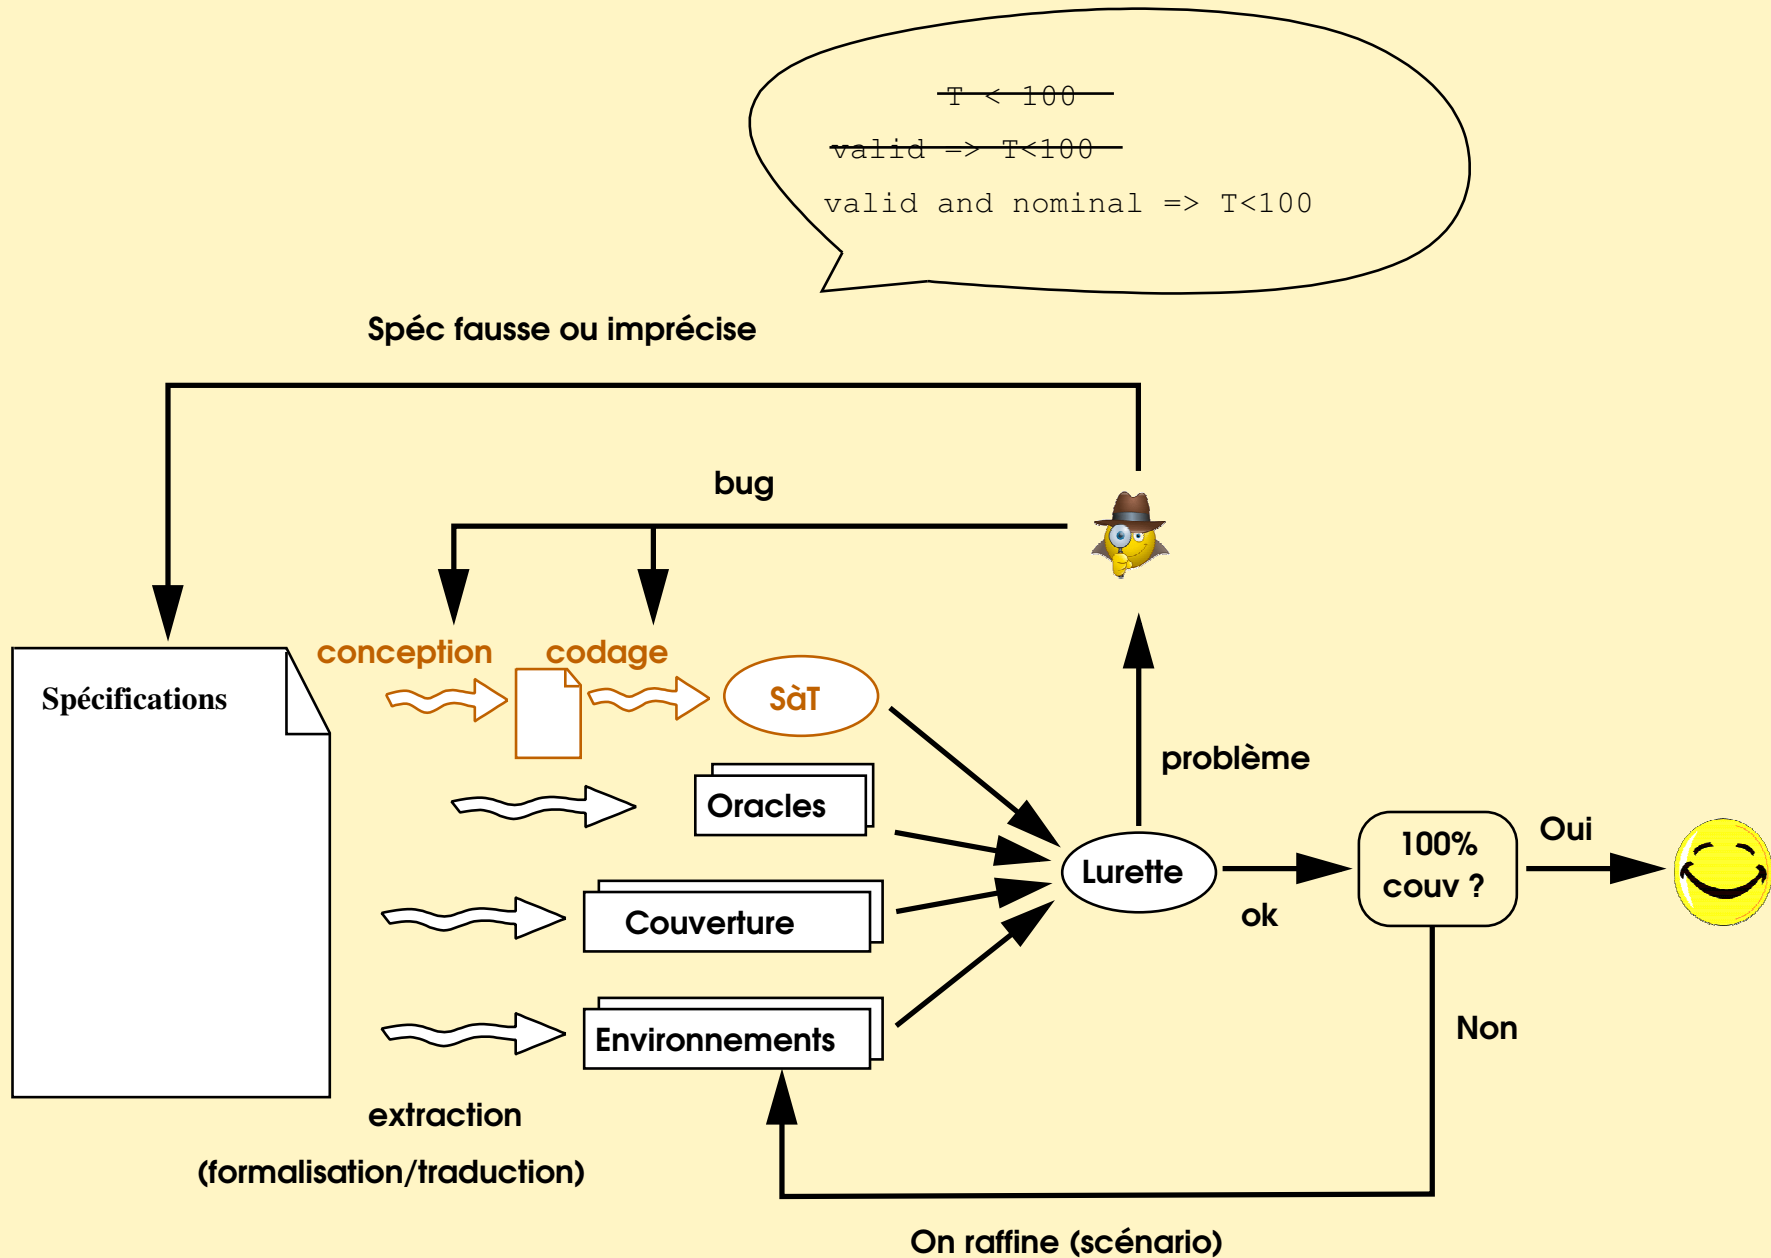 T < 100
valid => T<100
valid and nominal => T<100
Spéc fausse ou imprécise
bug
conception
codage
Spécifications
SàT
problème
Oracles
Oui
100%
couv ?
Lurette
ok
Couverture
Non
Environnements
extraction
(formalisation/traduction)
On raffine (scénario)